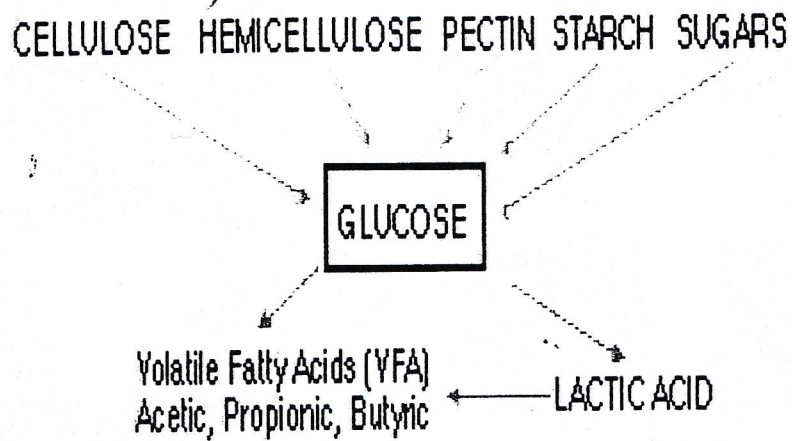 CELLULOSE HEMICELLULOSE PECTIN STARCH SUGARS
GLUCOSE
Volatile Fatty Acids (VFA)
Acetic, Propionic, Butyric
LACTIC ACID